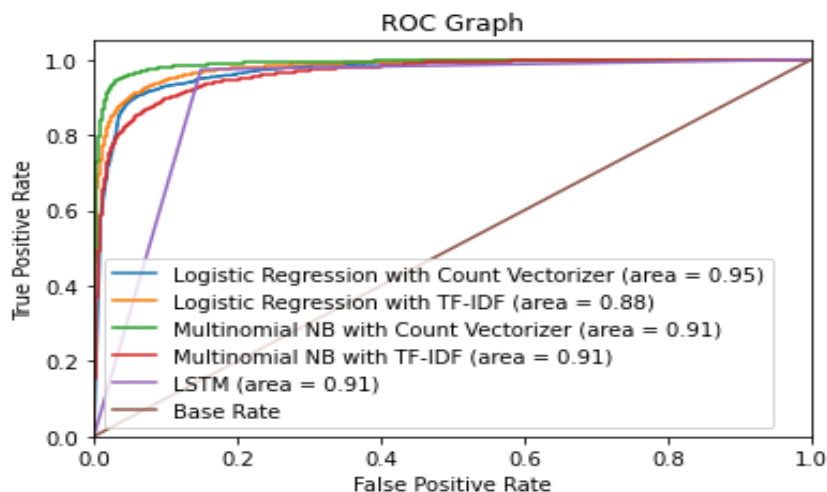 ROC Graph
1.0
0.8
0.6
0.4
0.2
0.0
True Positive Rate
Logistic Regression with Count Vectorizer (area = 0.95)
Logistic Regression with TF-IDF (area = 0.88)
Multinomial NB with Count Vectorizer (area = 0.91)
Multinomial NB with TF-IDF (area = 0.91)
LSTM (area = 0.91)
Base Rate
0.0 0.2 0.4 0.6 0.8 1.0
False Positive Rate